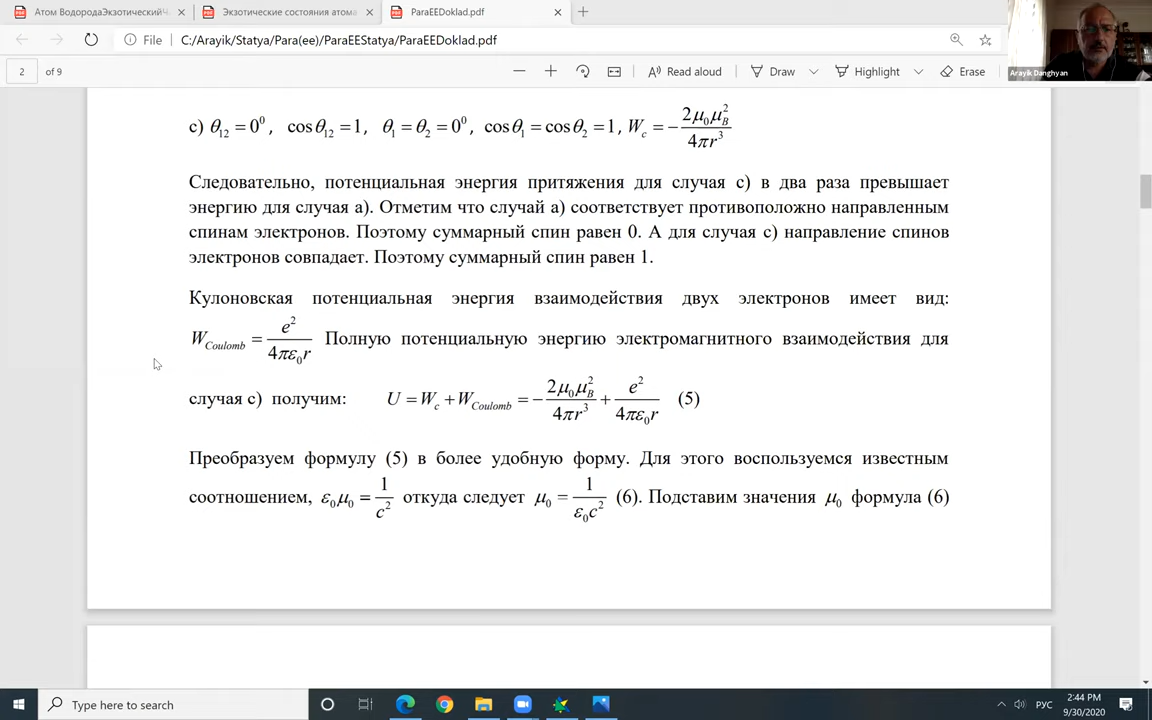 Атом ВодородаЭкзотическийЧ
Экзотические состояния атома
ParaEEDoklad.pdf
File
C:/Arayik/Statya/Para(ee)/ParaEEStatya/ParaEEDoklad.pdf
2 of 9
Read aloud
Draw
Highlight
Erase
Arayik Danghyan
c) θ₁₂ = 0⁰, cosθ₁₂ = 1, θ₁ = θ₂ = 0⁰, cosθ₁ = cosθ₂ = 1, W_c = − 2μ₀μ_B² / 4πr³
Следовательно, потенциальная энергия притяжения для случая с) в два раза превышает
энергию для случая а). Отметим что случай а) соответствует противоположно направленным
спинам электронов. Поэтому суммарный спин равен 0. А для случая с) направление спинов
электронов совпадает. Поэтому суммарный спин равен 1.
Кулоновская потенциальная энергия взаимодействия двух электронов имеет вид:
W_Coulomb = e² / 4πε₀r Полную потенциальную энергию электромагнитного взаимодействия для
случая с) получим: U = W_c + W_Coulomb = − 2μ₀μ_B² / 4πr³ + e² / 4πε₀r (5)
Преобразуем формулу (5) в более удобную форму. Для этого воспользуемся известным
соотношением, ε₀μ₀ = 1 / c² откуда следует μ₀ = 1 / ε₀c² (6). Подставим значения μ₀ формула (6)
Type here to search
РУС
2:44 PM
9/30/2020